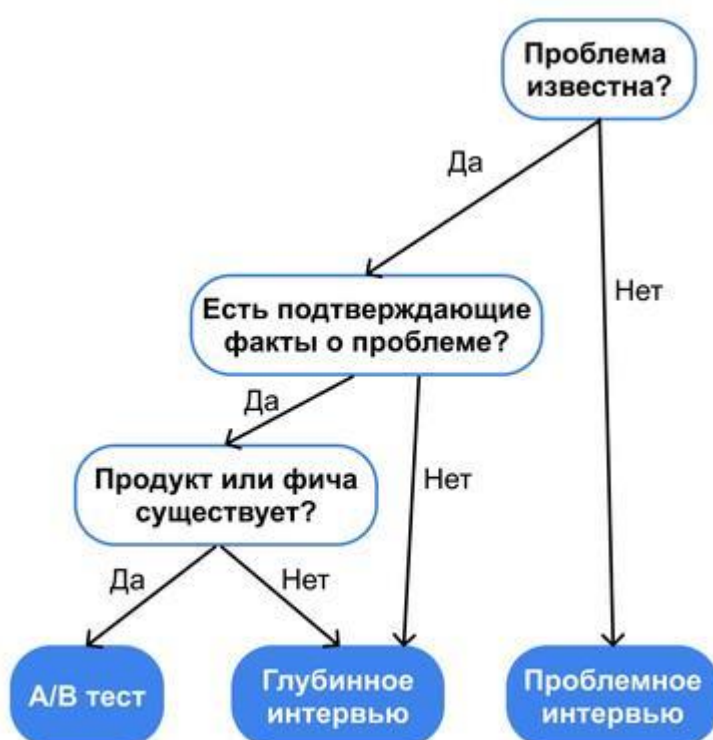 Проблема
известна?
Да
Нет
Есть подтверждающие
факты о проблеме?
Да
Нет
Продукт или фича
существует?
Да
Нет
A/B тест
Глубинное
интервью
Проблемное
интервью